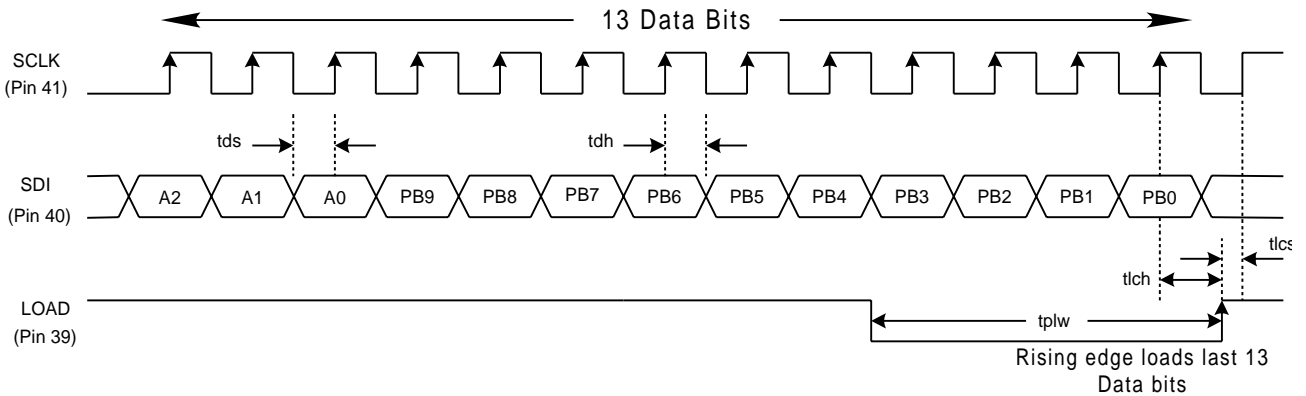 13 Data Bits
SCLK
(Pin 41)
tds
tdh
SDI
(Pin 40)
A2 A1 A0 PB9 PB8 PB7 PB6 PB5 PB4 PB3 PB2 PB1 PB0
tlcs
tlch
LOAD
(Pin 39)
tplw
Rising edge loads last 13
Data bits